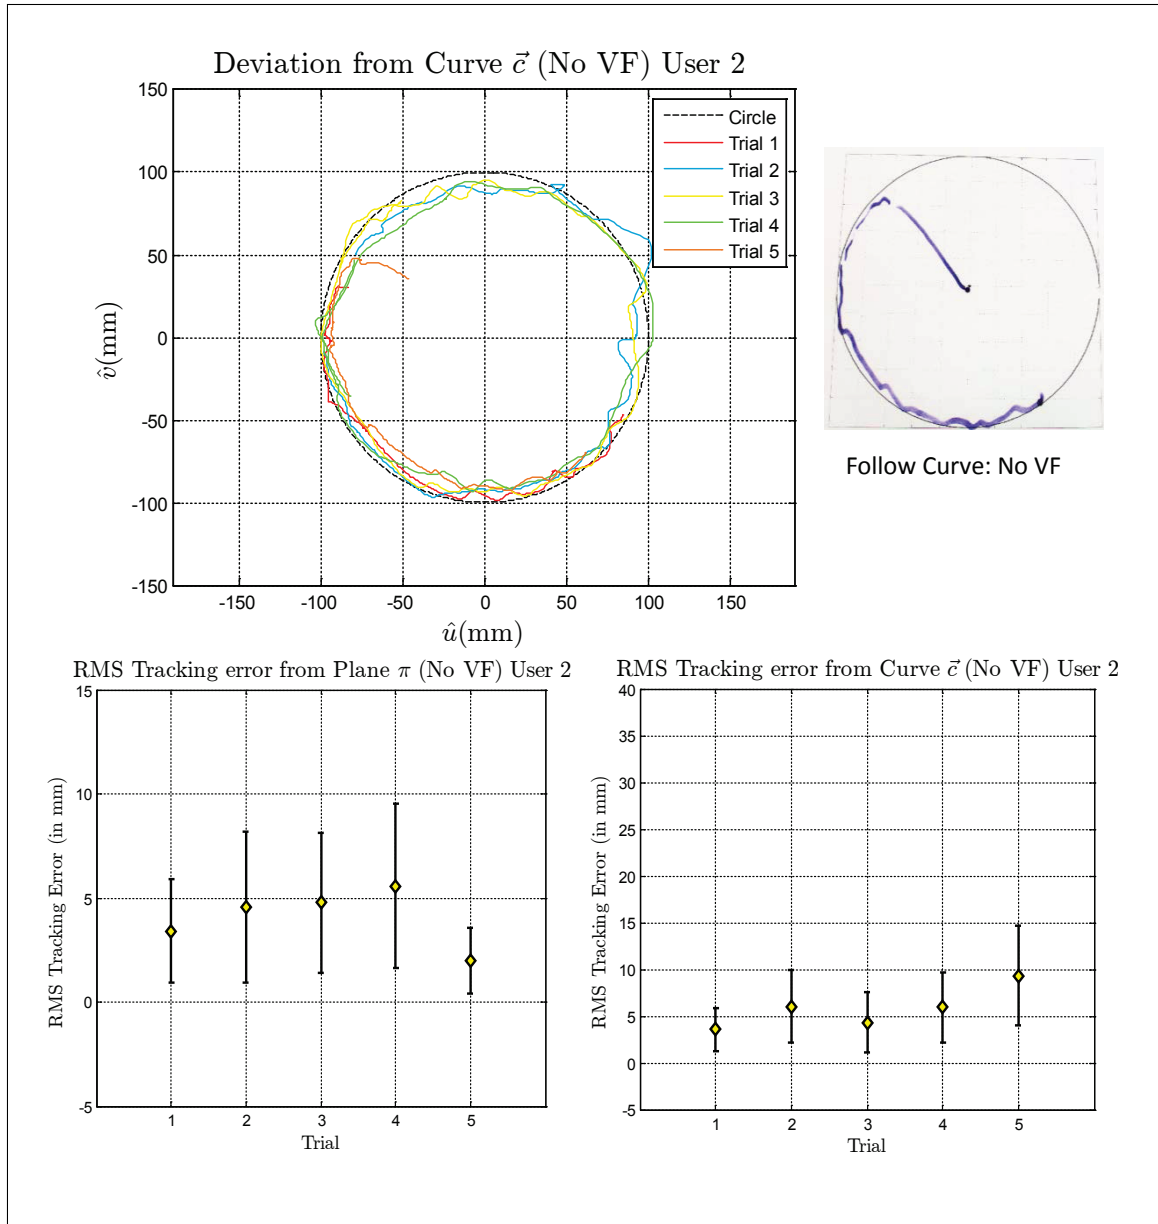 Deviation from Curve c⃗ (No VF) User 2
150
100
50
0
-50
-100
-150
v̂(mm)
-150
-100
-50
0
50
100
150
û(mm)
Circle
Trial 1
Trial 2
Trial 3
Trial 4
Trial 5
Follow Curve: No VF
RMS Tracking error from Plane π (No VF) User 2
15
10
5
0
-5
RMS Tracking Error (in mm)
1
2
3
4
5
Trial
RMS Tracking error from Curve c⃗ (No VF) User 2
40
35
30
25
20
15
10
5
0
-5
RMS Tracking Error (in mm)
1
2
3
4
5
Trial